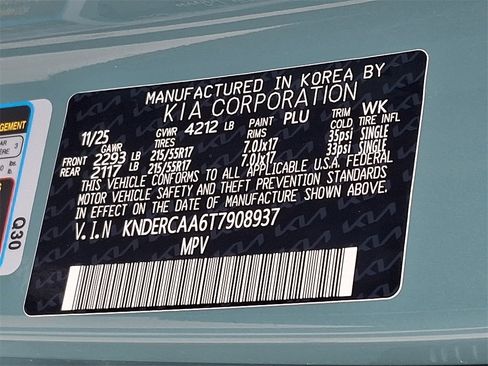 MANUFACTURED IN KOREA BY
KIA CORPORATION
11/25 GVWR 4212 LB PAINT PLU TRIM WK
GAWR TIRES RIMS COLD TIRE INFL
FRONT 2293 LB 215/55R17 7.0Jx17 35psi SINGLE
REAR 2117 LB 215/55R17 7.0Jx17 33psi SINGLE
THIS VEHICLE CONFORMS TO ALL APPLICABLE U.S.A. FEDERAL
MOTOR VEHICLE SAFETY AND THEFT PREVENTION STANDARDS
IN EFFECT ON THE DATE OF MANUFACTURE SHOWN ABOVE.
V.I.N KNDERCAA6T7908937
MPV
Q30